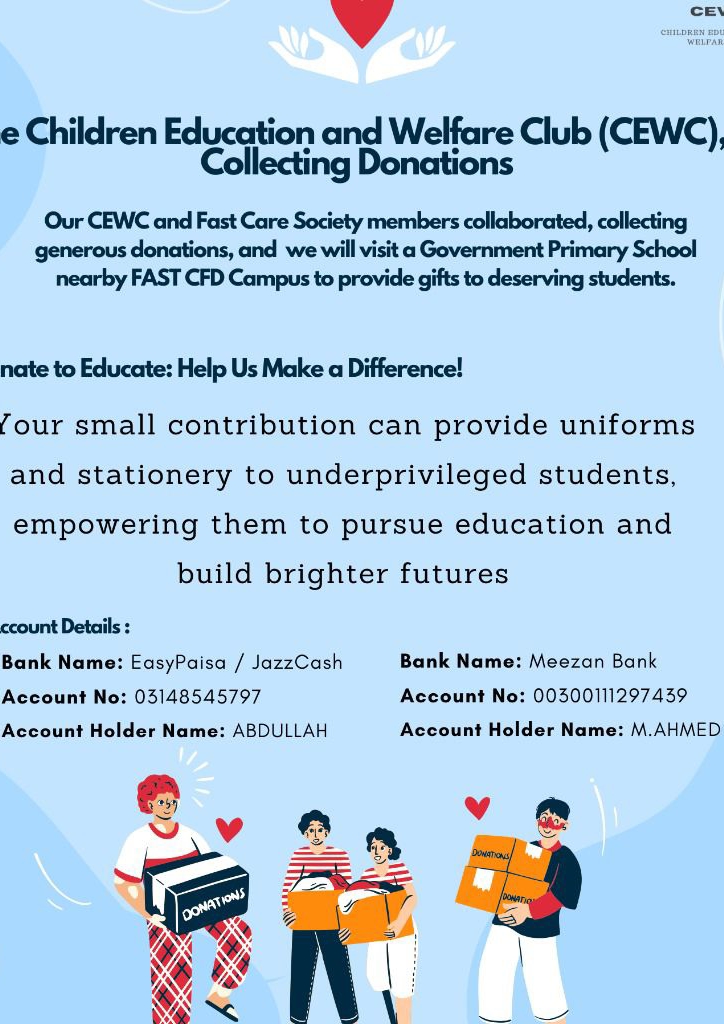 CEW
CHILDREN EDU
WELFAR
e Children Education and Welfare Club (CEWC),
Collecting Donations
Our CEWC and Fast Care Society members collaborated, collecting
generous donations, and we will visit a Government Primary School
nearby FAST CFD Campus to provide gifts to deserving students.
nate to Educate: Help Us Make a Difference!
Your small contribution can provide uniforms
and stationery to underprivileged students,
empowering them to pursue education and
build brighter futures
ccount Details :
Bank Name: EasyPaisa / JazzCash
Account No: 03148545797
Account Holder Name: ABDULLAH
Bank Name: Meezan Bank
Account No: 00300111297439
Account Holder Name: M.AHMED
DONATIONS
DONATIONS
DONATIO